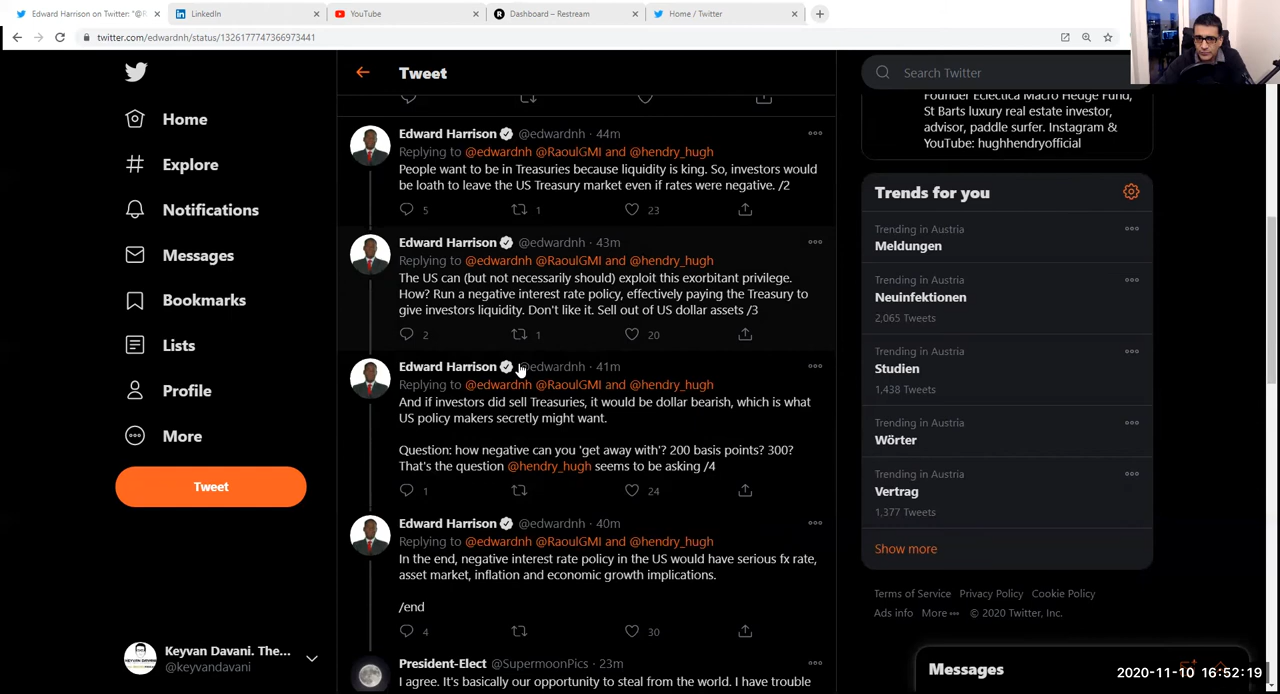 Edward Harrison on Twitter: "@R
LinkedIn
YouTube
Dashboard – Restream
Home / Twitter
twitter.com/edwardnh/status/1326177747366973441
Home
Explore
Notifications
Messages
Bookmarks
Lists
Profile
More
Tweet
Keyvan Davani. The...
@keyvandavani
Tweet
Edward Harrison @edwardnh · 44m
Replying to @edwardnh @RaoulGMI and @hendry_hugh
People want to be in Treasuries because liquidity is king. So, investors would
be loath to leave the US Treasury market even if rates were negative. /2
5 1 23
Edward Harrison @edwardnh · 43m
Replying to @edwardnh @RaoulGMI and @hendry_hugh
The US can (but not necessarily should) exploit this exorbitant privilege.
How? Run a negative interest rate policy, effectively paying the Treasury to
give investors liquidity. Don't like it. Sell out of US dollar assets /3
2 1 20
Edward Harrison @edwardnh · 41m
Replying to @edwardnh @RaoulGMI and @hendry_hugh
And if investors did sell Treasuries, it would be dollar bearish, which is what
US policy makers secretly might want.
Question: how negative can you 'get away with'? 200 basis points? 300?
That's the question @hendry_hugh seems to be asking /4
1 24
Edward Harrison @edwardnh · 40m
Replying to @edwardnh @RaoulGMI and @hendry_hugh
In the end, negative interest rate policy in the US would have serious fx rate,
asset market, inflation and economic growth implications.
/end
4 30
President-Elect @SupermoonPics · 23m
I agree. It's basically our opportunity to steal from the world. I have trouble
Search Twitter
Founder Eclectica Macro Hedge Fund,
St Barts luxury real estate investor,
advisor, paddle surfer. Instagram &
YouTube: hughhendryofficial
Trends for you
Trending in Austria
Meldungen
Trending in Austria
Neuinfektionen
2,065 Tweets
Trending in Austria
Studien
1,438 Tweets
Trending in Austria
Wörter
Trending in Austria
Vertrag
1,377 Tweets
Show more
Terms of Service Privacy Policy Cookie Policy
Ads info More © 2020 Twitter, Inc.
Messages
2020-11-10 16:52:19